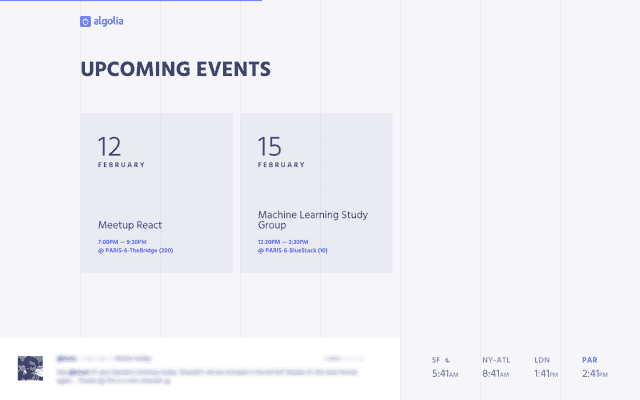 algolia
UPCOMING EVENTS
12
FEBRUARY
Meetup React
7:00PM — 9:30PM
@ PARIS-6-TheBridge (200)
15
FEBRUARY
Machine Learning Study
Group
12:30PM — 2:30PM
@ PARIS-6-BlueStack (10)
SF NY-ATL LDN PAR
5:41AM 8:41AM 1:41PM 2:41PM